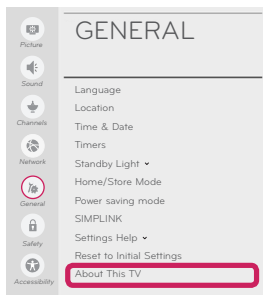 GENERAL
Picture
Sound
Channels
Network
General
Safety
Accessibility
Language
Location
Time & Date
Timers
Standby Light
Home/Store Mode
Power saving mode
SIMPLINK
Settings Help
Reset to Initial Settings
About This TV